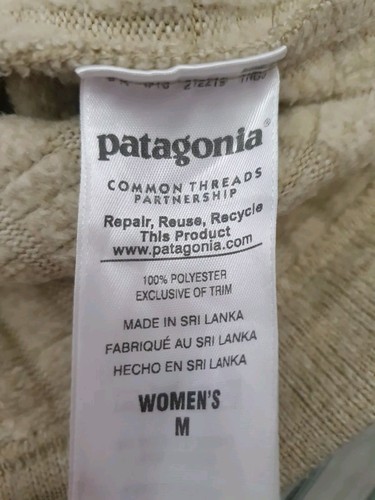 patagonia®
COMMON THREADS
PARTNERSHIP
Repair, Reuse, Recycle
This Product
www.patagonia.com
100% POLYESTER
EXCLUSIVE OF TRIM
MADE IN SRI LANKA
FABRIQUÉ AU SRI LANKA
HECHO EN SRI LANKA
WOMEN'S
M